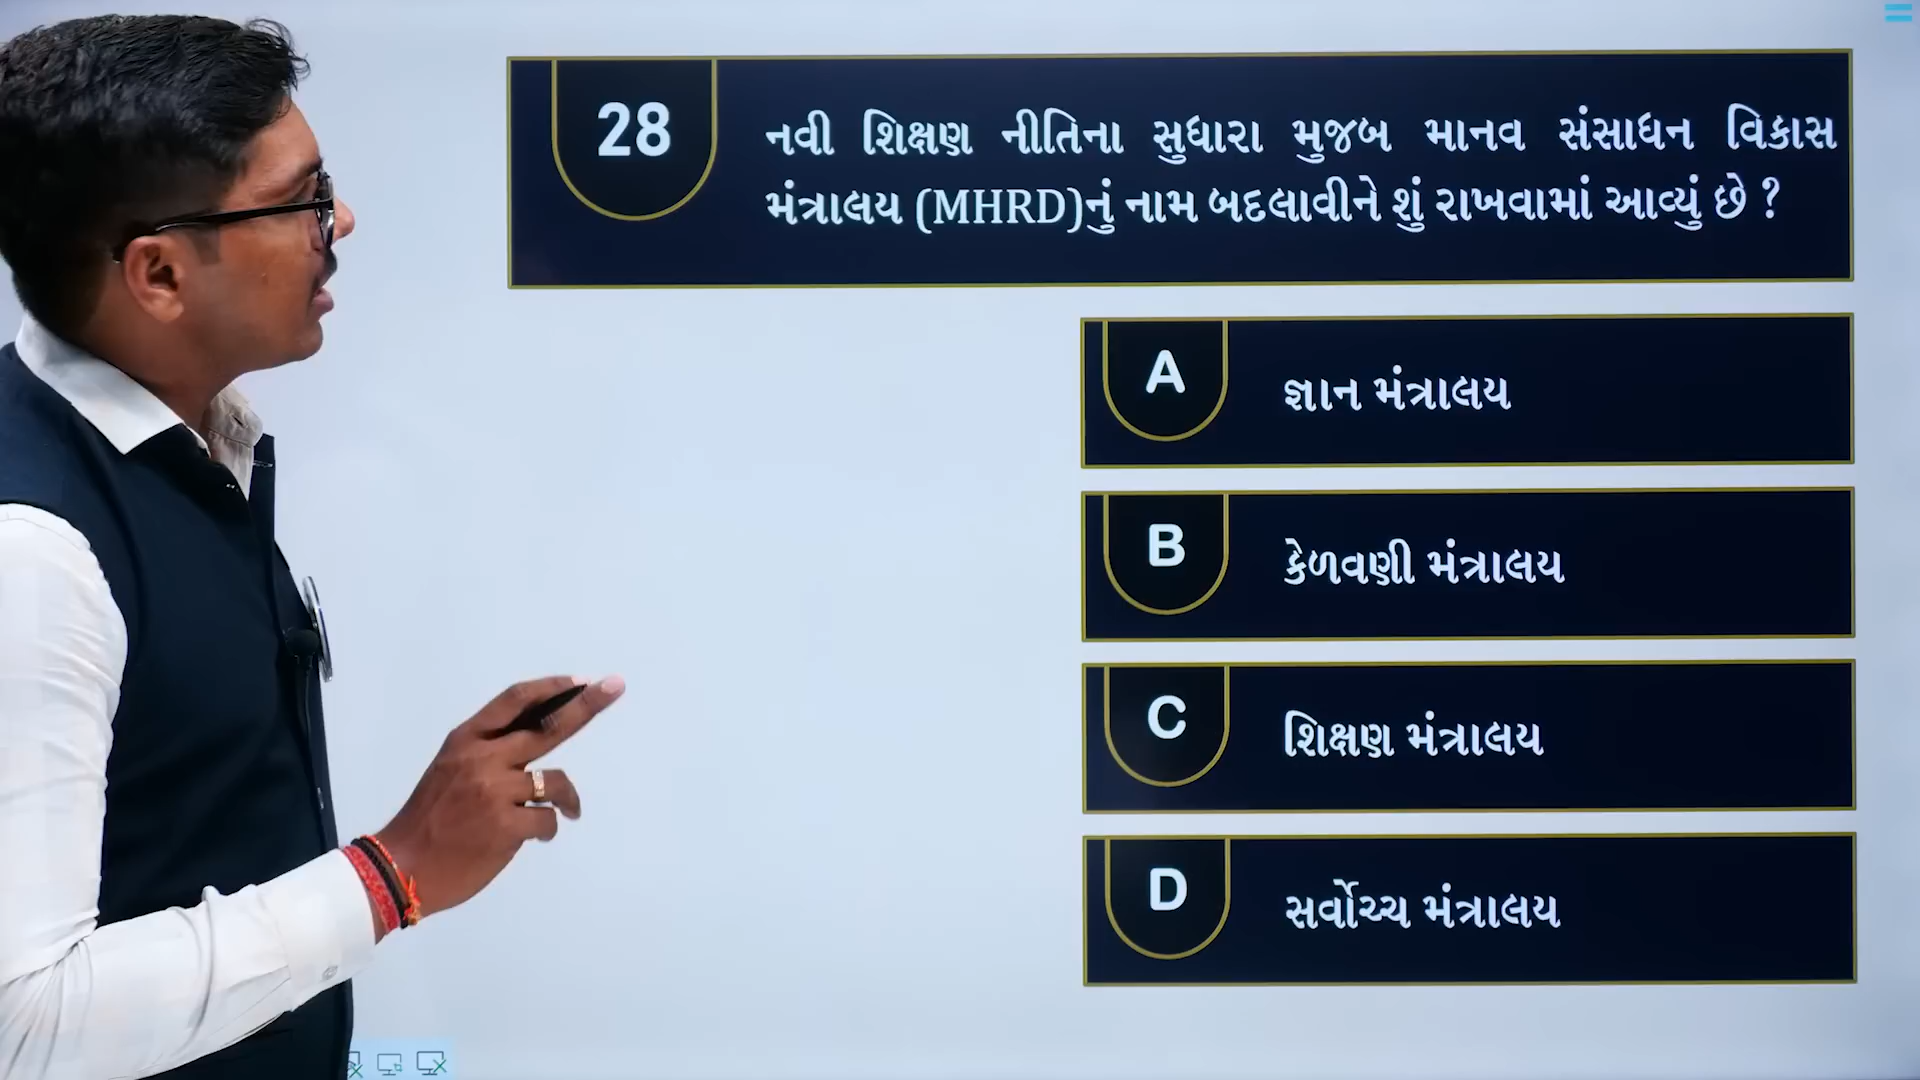 28
નવી શિક્ષણ નીતિના સુધારા મુજબ માનવ સંસાધન વિકાસ
મંત્રાલય (MHRD)નું નામ બદલાવીને શું રાખવામાં આવ્યું છે ?
A
જ્ઞાન મંત્રાલય
B
કેળવણી મંત્રાલય
C
શિક્ષણ મંત્રાલય
D
સર્વોચ્ચ મંત્રાલય